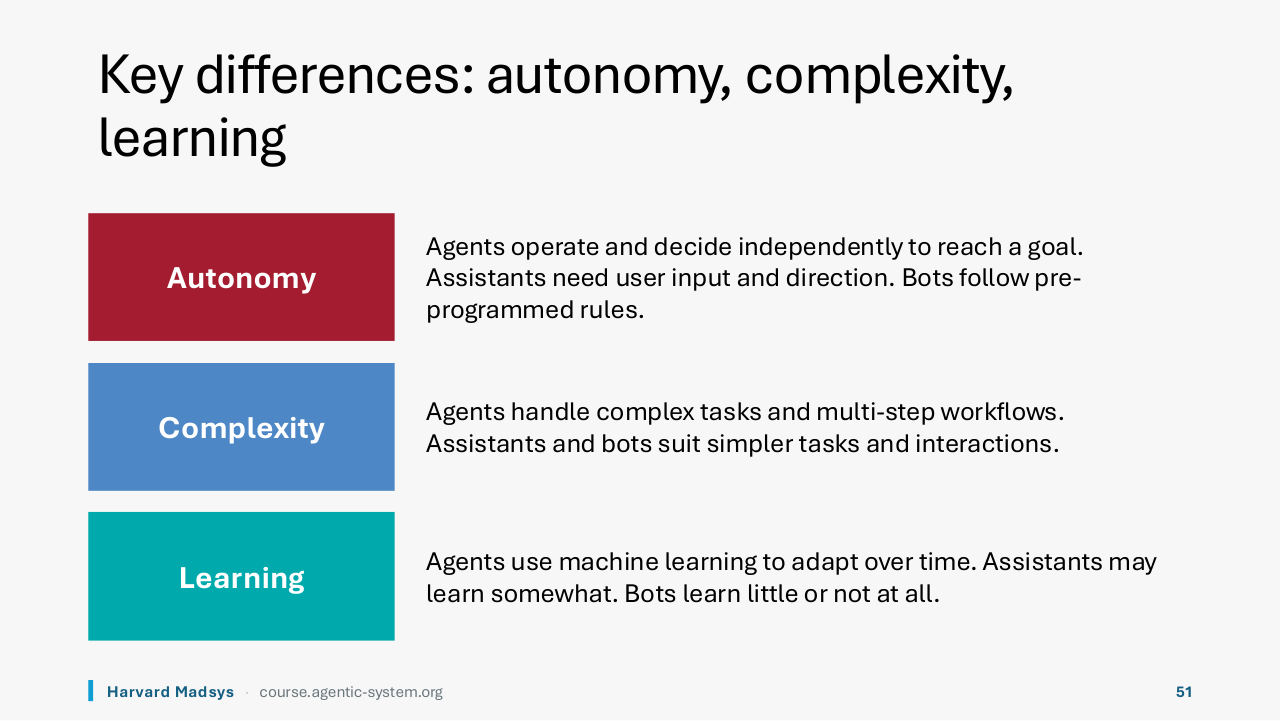 Key differences: autonomy, complexity,
learning
Autonomy
Agents operate and decide independently to reach a goal.
Assistants need user input and direction. Bots follow pre-
programmed rules.
Complexity
Agents handle complex tasks and multi-step workflows.
Assistants and bots suit simpler tasks and interactions.
Learning
Agents use machine learning to adapt over time. Assistants may
learn somewhat. Bots learn little or not at all.
Harvard Madsys · course.agentic-system.org
51